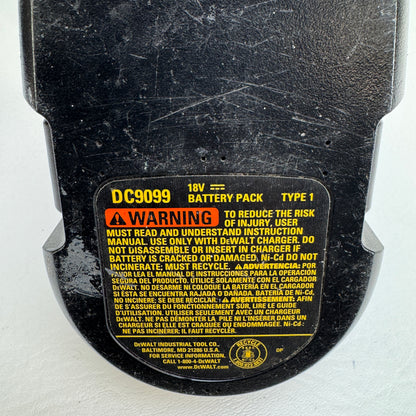 DC9099 18V ⎓ BATTERY PACK TYPE 1
⚠WARNING TO REDUCE THE RISK
OF INJURY, USER
MUST READ AND UNDERSTAND INSTRUCTION
MANUAL. USE ONLY WITH DEWALT CHARGER. DO
NOT DISASSEMBLE OR INSERT IN CHARGER IF
BATTERY IS CRACKED OR DAMAGED. Ni-Cd DO NOT
INCINERATE; MUST RECYCLE. ⚠ADVERTENCIA: POR
FAVOR LEA EL MANUAL DE INSTRUCCIONES PARA LA OPERACIÓN
SEGURA DEL PRODUCTO. UTILICE SOLAMENTE CON EL CARGADOR
DEWALT. NO DESARME NI COLOQUE LA BATERÍA EN EL CARGADOR
SI ÉSTA SE ENCUENTRA RAJADA O DAÑADA. BATERÍA DE Ni-Cd.
NO INCINERE; SE DEBE RECICLAR. ⚠AVERTISSEMENT: AFIN
DE S'ASSURER DU FONCTIONNEMENT SÛR, LIRE LE GUIDE
D'UTILISATION. UTILISER SEULEMENT AVEC UN CHARGEUR
DEWALT. NE PAS DÉMONTER LA PILE NI L'INSÉRER DANS UN
CHARGEUR SI ELLE EST CRAQUÉE OU ENDOMMAGÉE. Ni-Cd:
NE PAS INCINÉRER; IL FAUT RECYCLER.
DEWALT INDUSTRIAL TOOL CO.,
BALTIMORE, MD 21286 U.S.A.
FOR SERVICE INFORMATION,
CALL 1-800-4-DEWALT
www.DEWALT.com
RECYCLE
DP